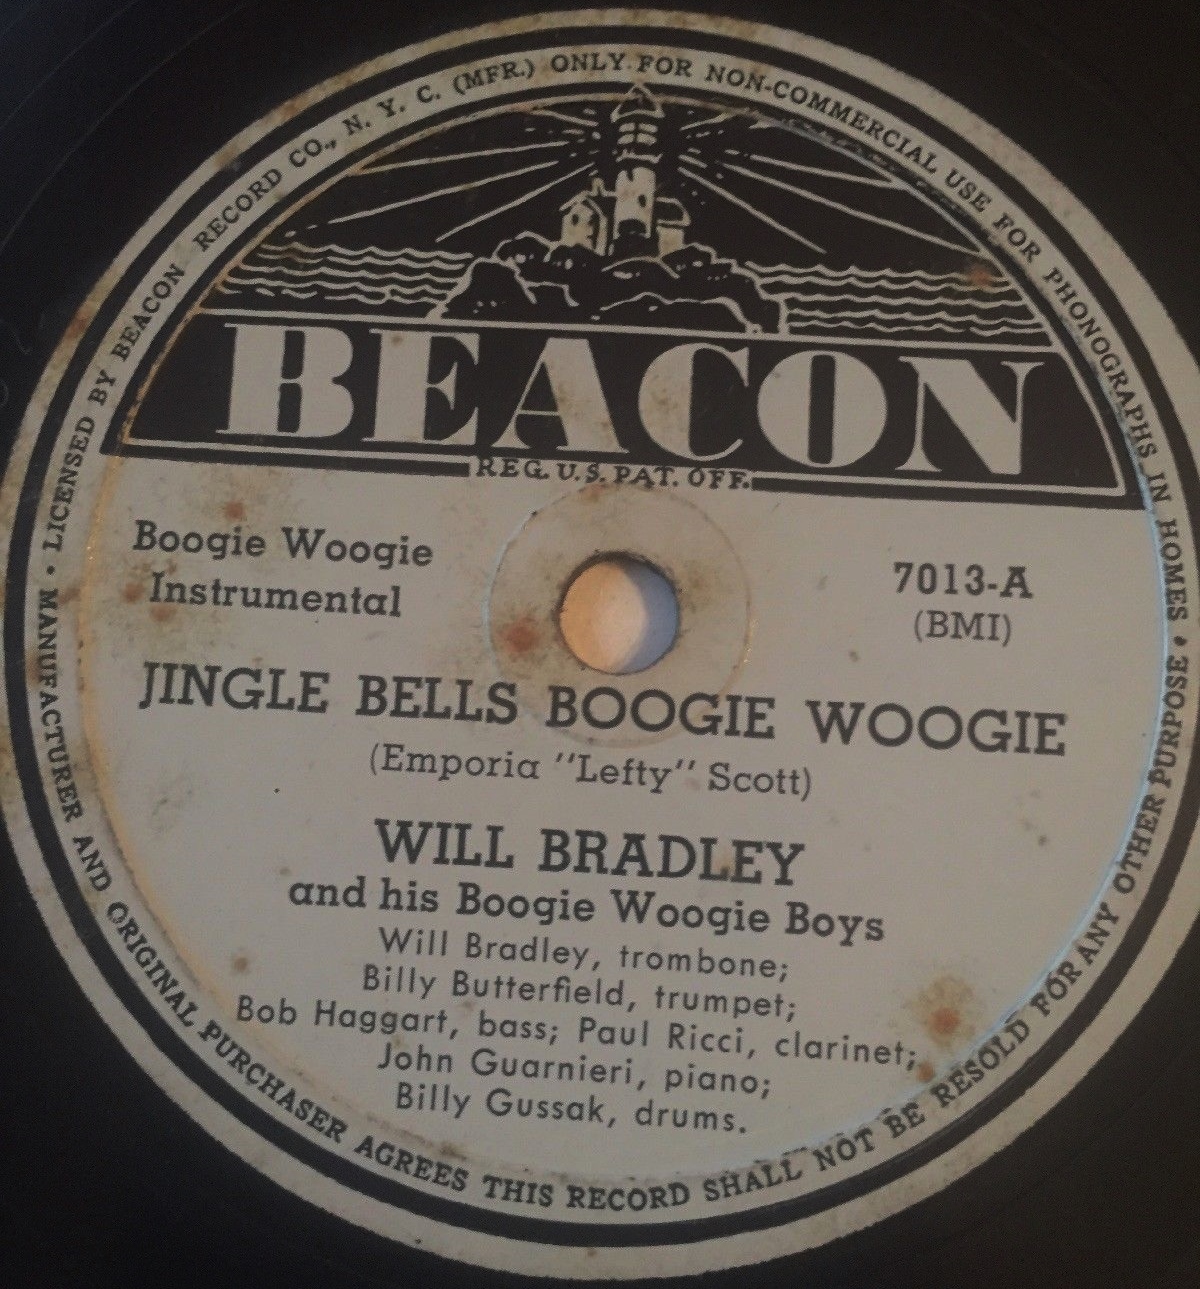 LICENSED BY BEACON RECORD CO., N. Y. C. (MFR.) ONLY FOR NON-COMMERCIAL USE FOR PHONOGRAPHS IN HOMES •
MANUFACTURER AND ORIGINAL PURCHASER AGREES THIS RECORD SHALL NOT BE RESOLD FOR ANY OTHER PURPOSE •
BEACON
REG. U.S. PAT. OFF.
Boogie Woogie
Instrumental
7013-A
(BMI)
JINGLE BELLS BOOGIE WOOGIE
(Emporia "Lefty" Scott)
WILL BRADLEY
and his Boogie Woogie Boys
Will Bradley, trombone;
Billy Butterfield, trumpet;
Bob Haggart, bass; Paul Ricci, clarinet;
John Guarnieri, piano;
Billy Gussak, drums.